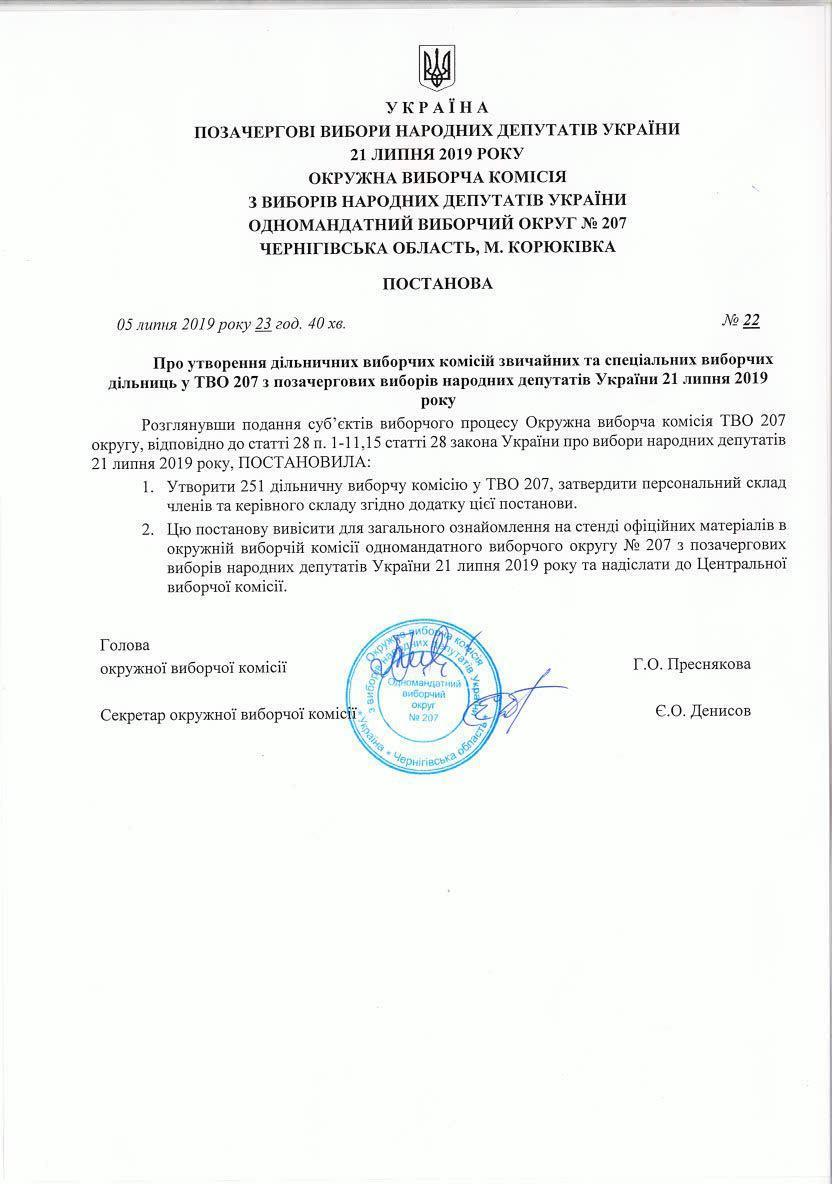 У К Р А Ї Н А
ПОЗАЧЕРГОВІ ВИБОРИ НАРОДНИХ ДЕПУТАТІВ УКРАЇНИ
21 ЛИПНЯ 2019 РОКУ
ОКРУЖНА ВИБОРЧА КОМІСІЯ
З ВИБОРІВ НАРОДНИХ ДЕПУТАТІВ УКРАЇНИ
ОДНОМАНДАТНИЙ ВИБОРЧИЙ ОКРУГ № 207
ЧЕРНІГІВСЬКА ОБЛАСТЬ, М. КОРЮКІВКА
ПОСТАНОВА
05 липня 2019 року 23 год. 40 хв. № 22
Про утворення дільничних виборчих комісій звичайних та спеціальних виборчих
дільниць у ТВО 207 з позачергових виборів народних депутатів України 21 липня 2019
року
Розглянувши подання суб’єктів виборчого процесу Окружна виборча комісія ТВО 207
округу, відповідно до статті 28 п. 1-11,15 статті 28 закона України про вибори народних депутатів
21 липня 2019 року, ПОСТАНОВИЛА:
1. Утворити 251 дільничну виборчу комісію у ТВО 207, затвердити персональний склад
членів та керівного складу згідно додатку цієї постанови.
2. Цю постанову вивісити для загального ознайомлення на стенді офіційних матеріалів в
окружній виборчій комісії одномандатного виборчого округу № 207 з позачергових
виборів народних депутатів України 21 липня 2019 року та надіслати до Центральної
виборчої комісії.
Голова
окружної виборчої комісії Г.О. Преснякова
Секретар окружної виборчої комісії Є.О. Денисов
Окружна виборча комісія
з виборів народних депутатів України
Одномандатний
виборчий
округ
№ 207
* Україна * Чернігівська область *